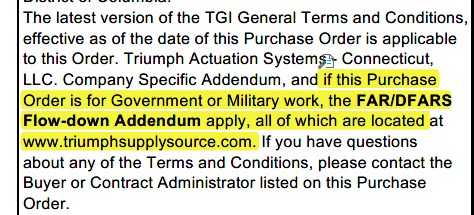 District of Columbia.
The latest version of the TGI General Terms and Conditions,
effective as of the date of this Purchase Order is applicable
to this Order. Triumph Actuation Systems - Connecticut,
LLC. Company Specific Addendum, and if this Purchase
Order is for Government or Military work, the FAR/DFARS
Flow-down Addendum apply, all of which are located at
www.triumphsupplysource.com. If you have questions
about any of the Terms and Conditions, please contact the
Buyer or Contract Administrator listed on this Purchase
Order.